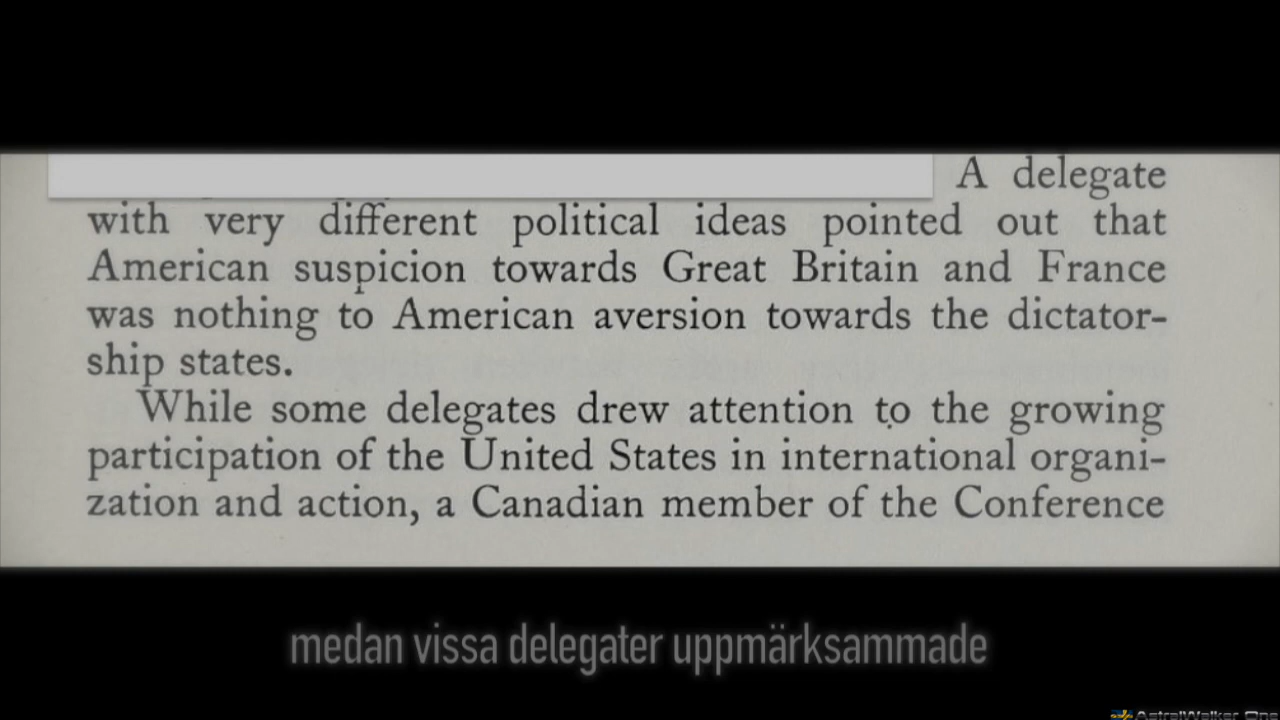 A delegate
with very different political ideas pointed out that
American suspicion towards Great Britain and France
was nothing to American aversion towards the dictator-
ship states.
While some delegates drew attention to the growing
participation of the United States in international organi-
zation and action, a Canadian member of the Conference
medan vissa delegater uppmärksammade